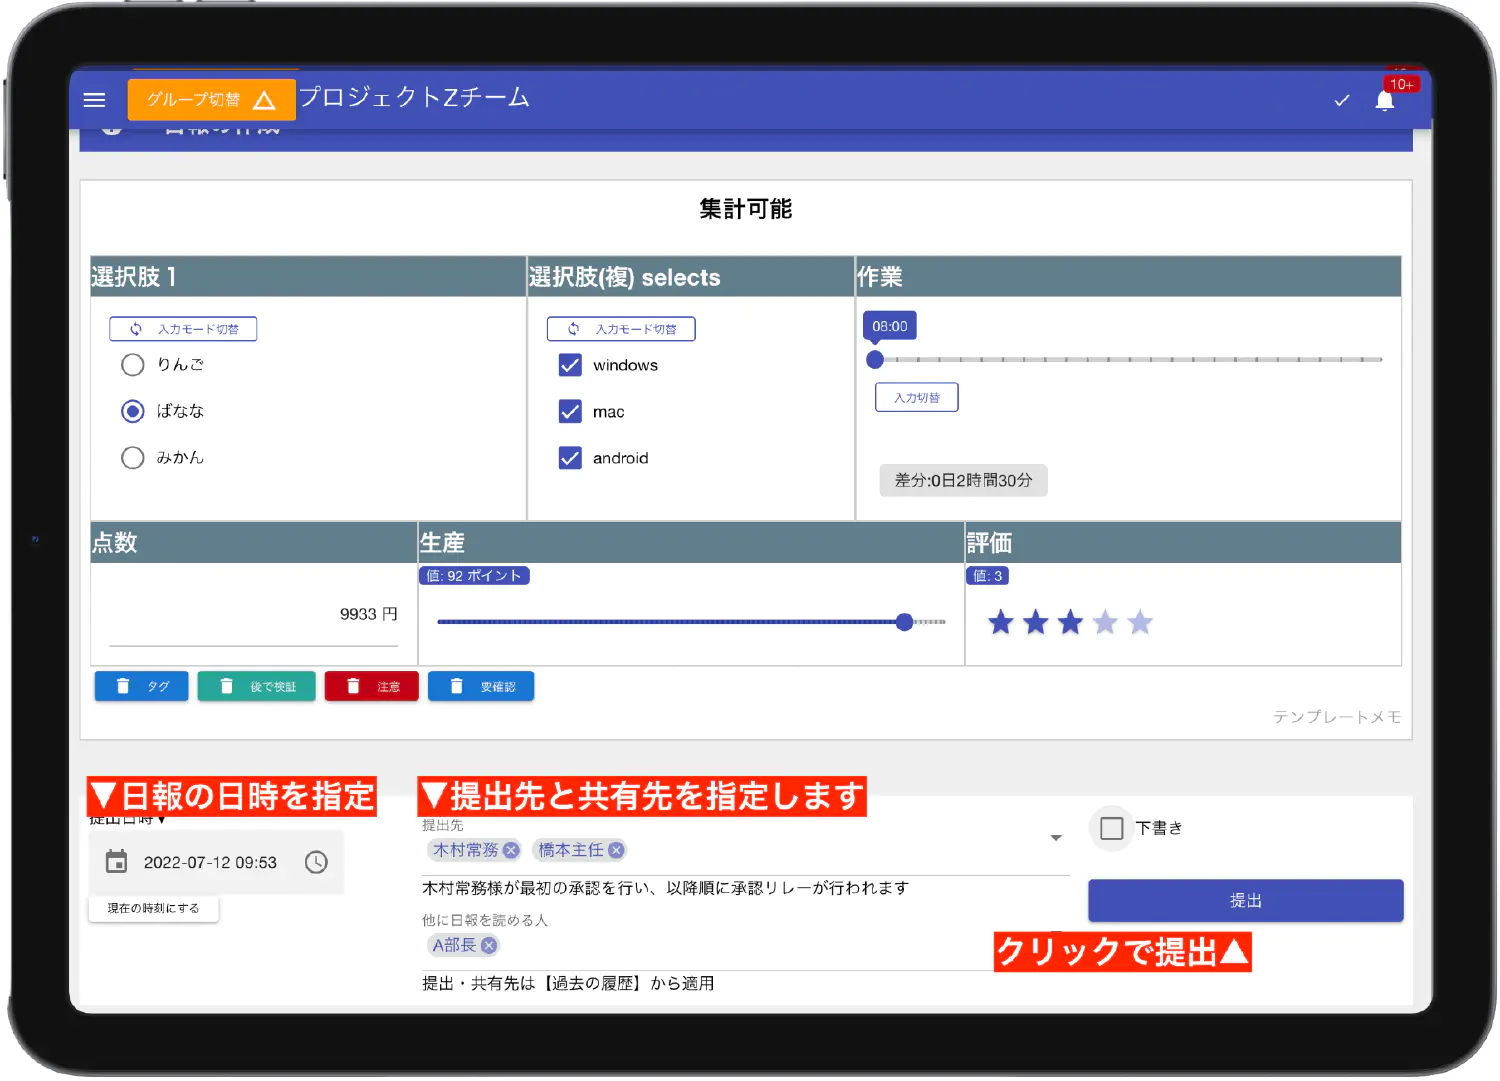 グループ切替
プロジェクトZチーム
10+
日報の作成
集計可能
選択肢 1
選択肢(複) selects
作業
入力モード切替
入力モード切替
08:00
りんご
windows
ばなな
mac
入力切替
みかん
android
差分:0日2時間30分
点数
生産
評価
値: 92 ポイント
値: 3
9933 円
タグ
後で検証
注意
要確認
テンプレートメモ
▼日報の日時を指定
▼提出先と共有先を指定します
提出日時▼
提出先
下書き
木村常務
橋本主任
2022-07-12 09:53
木村常務様が最初の承認を行い、以降順に承認リレーが行われます
提出
現在の時刻にする
他に日報を読める人
A部長
クリックで提出▲
提出・共有先は【過去の履歴】から適用